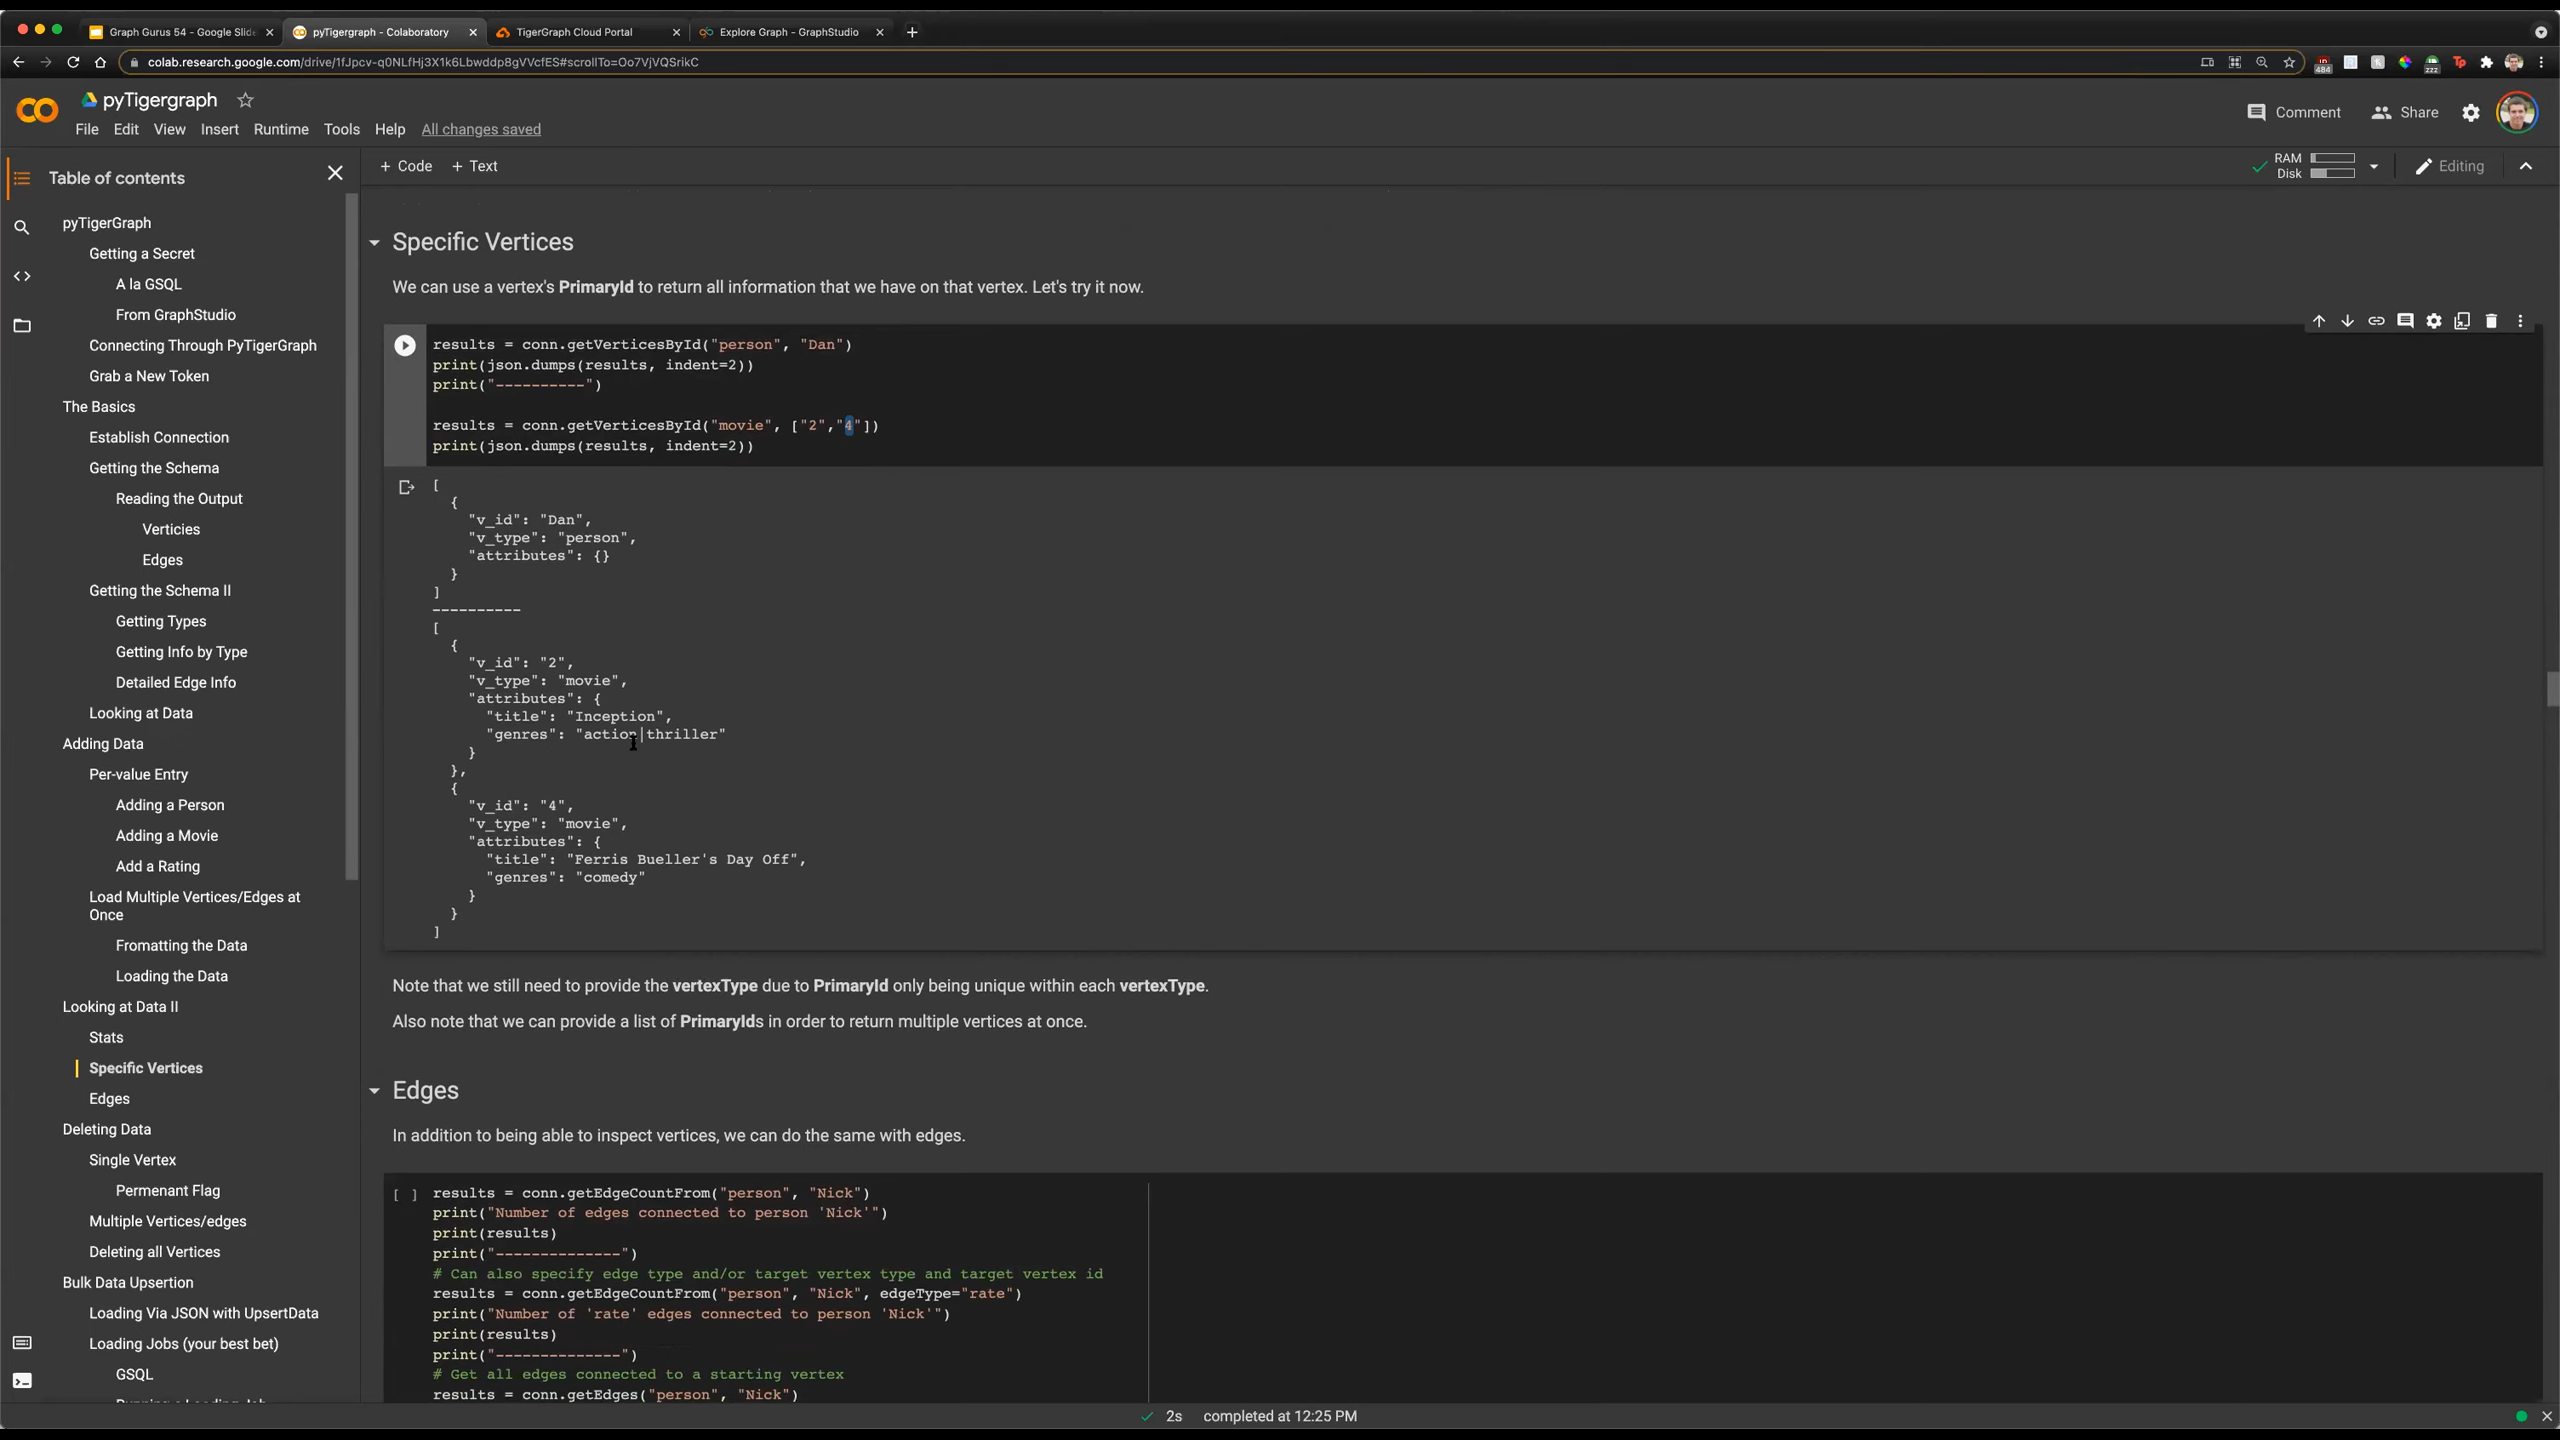 Graph Gurus 54 - Google Slide
pyTigergraph - Colaboratory
TigerGraph Cloud Portal
Explore Graph - GraphStudio
colab.research.google.com/drive/1fJpcv-q0NLfHj3X1k6Lbwddp8gVVcfES#scrollTo=Oo7VjVQSrikC
484
zzz
Tp
pyTigergraph
File Edit View Insert Runtime Tools Help All changes saved
Comment
Share
+ Code + Text
RAM
Disk
Editing
Table of contents
pyTigerGraph
Getting a Secret
A la GSQL
From GraphStudio
Connecting Through PyTigerGraph
Grab a New Token
The Basics
Establish Connection
Getting the Schema
Reading the Output
Verticies
Edges
Getting the Schema II
Getting Types
Getting Info by Type
Detailed Edge Info
Looking at Data
Adding Data
Per-value Entry
Adding a Person
Adding a Movie
Add a Rating
Load Multiple Vertices/Edges at
Once
Fromatting the Data
Loading the Data
Looking at Data II
Stats
Specific Vertices
Edges
Deleting Data
Single Vertex
Permenant Flag
Multiple Vertices/edges
Deleting all Vertices
Bulk Data Upsertion
Loading Via JSON with UpsertData
Loading Jobs (your best bet)
GSQL
Specific Vertices
We can use a vertex's PrimaryId to return all information that we have on that vertex. Let's try it now.
results = conn.getVerticesById("person", "Dan")
print(json.dumps(results, indent=2))
print("----------")
results = conn.getVerticesById("movie", ["2","4"])
print(json.dumps(results, indent=2))
[
{
"v_id": "Dan",
"v_type": "person",
"attributes": {}
}
]
----------
[
{
"v_id": "2",
"v_type": "movie",
"attributes": {
"title": "Inception",
"genres": "action|thriller"
}
},
{
"v_id": "4",
"v_type": "movie",
"attributes": {
"title": "Ferris Bueller's Day Off",
"genres": "comedy"
}
}
]
Note that we still need to provide the vertexType due to PrimaryId only being unique within each vertexType.
Also note that we can provide a list of PrimaryIds in order to return multiple vertices at once.
Edges
In addition to being able to inspect vertices, we can do the same with edges.
[ ] results = conn.getEdgeCountFrom("person", "Nick")
print("Number of edges connected to person 'Nick'")
print(results)
print("--------------")
# Can also specify edge type and/or target vertex type and target vertex id
results = conn.getEdgeCountFrom("person", "Nick", edgeType="rate")
print("Number of 'rate' edges connected to person 'Nick'")
print(results)
print("--------------")
# Get all edges connected to a starting vertex
results = conn.getEdges("person", "Nick")
2s completed at 12:25 PM